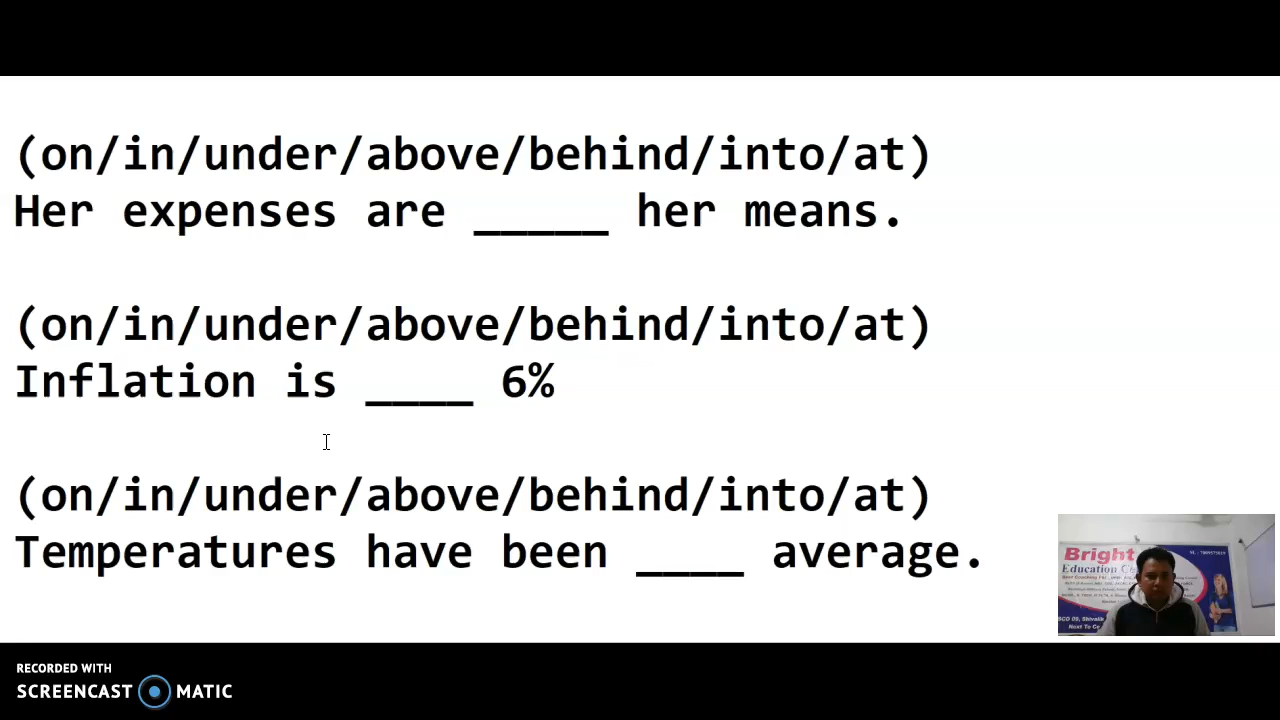 (on/in/under/above/behind/into/at)
Her expenses are _____ her means.
(on/in/under/above/behind/into/at)
Inflation is ____ 6%
(on/in/under/above/behind/into/at)
Temperatures have been ____ average.
Bright
Education
Next To
RECORDED WITH
SCREENCAST MATIC